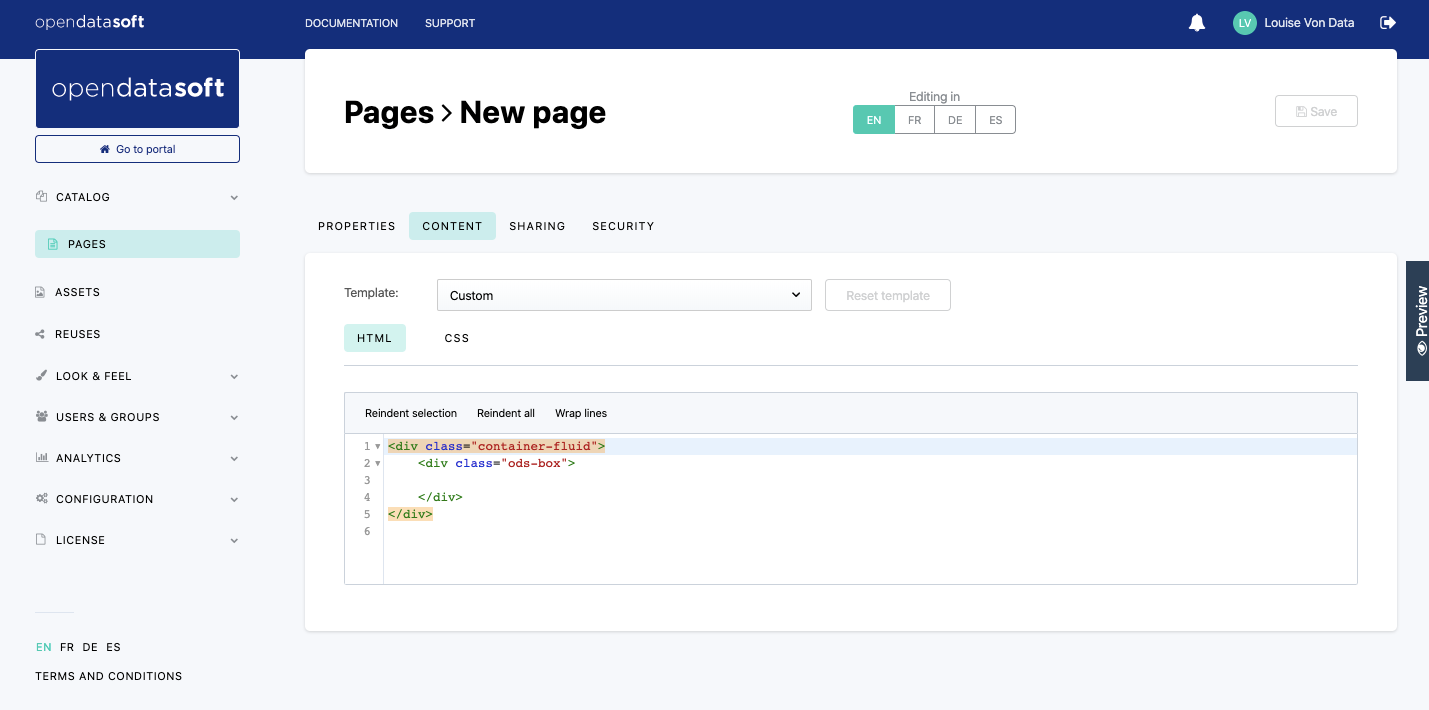 opendatasoft
DOCUMENTATION
SUPPORT
LV
Louise Von Data
opendatasoft
Go to portal
CATALOG
PAGES
ASSETS
REUSES
LOOK & FEEL
USERS & GROUPS
ANALYTICS
CONFIGURATION
LICENSE
EN FR DE ES
TERMS AND CONDITIONS
Pages > New page
Editing in
EN FR DE ES
Save
PROPERTIES CONTENT SHARING SECURITY
Template:
Custom
Reset template
HTML CSS
Reindent selection Reindent all Wrap lines
1 <div class="container-fluid">
2     <div class="ods-box">
3
4     </div>
5 </div>
6
Preview